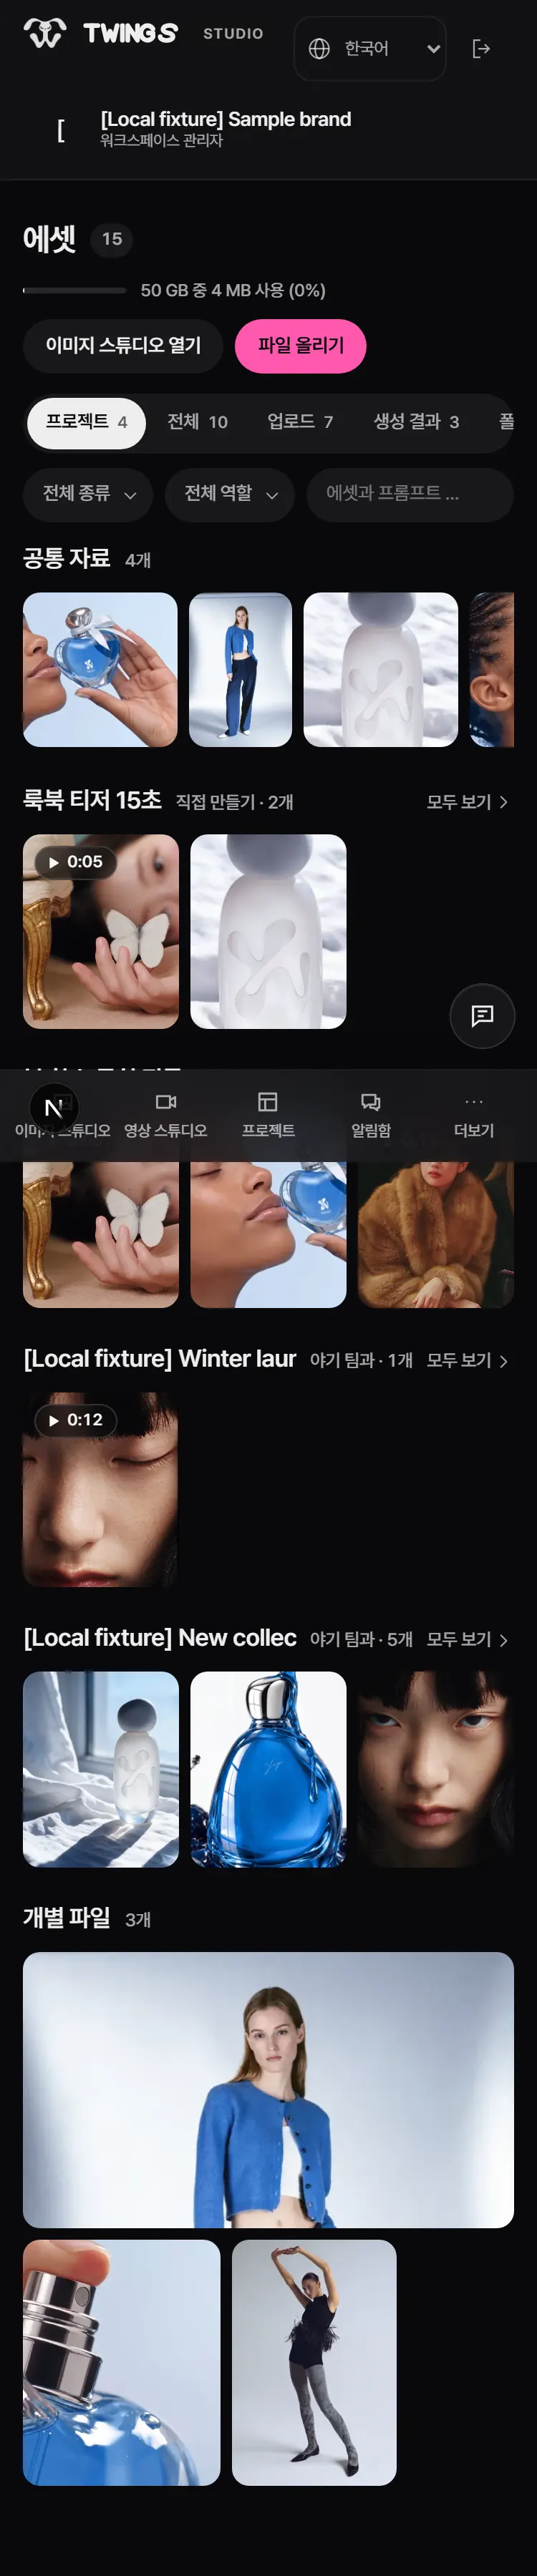 TWINGS STUDIO
한국어
[
[Local fixture] Sample brand
워크스페이스 관리자
에셋 15
50 GB 중 4 MB 사용 (0%)
이미지 스튜디오 열기
파일 올리기
프로젝트 4 전체 10 업로드 7 생성 결과 3 폴
전체 종류 전체 역할 에셋과 프롬프트 ...
공통 자료 4개
룩북 티저 15초 직접 만들기 · 2개 모두 보기
0:05
N
영상 스튜디오 프로젝트 알림함 더보기
[Local fixture] Winter laur 야기 팀과 · 1개 모두 보기
0:12
[Local fixture] New collec 야기 팀과 · 5개 모두 보기
개별 파일 3개